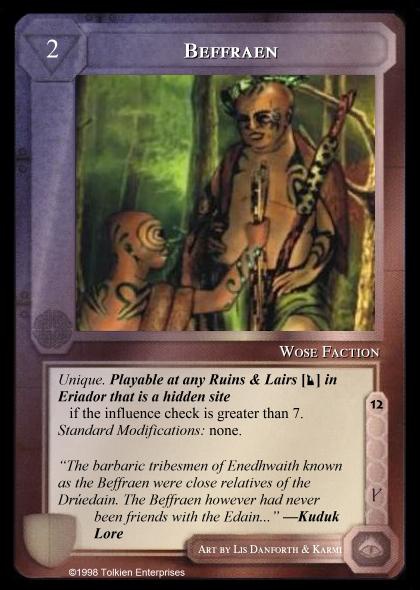 2
BEFFRAEN
WOSE FACTION
Unique. Playable at any Ruins & Lairs [] in
Eriador that is a hidden site
if the influence check is greater than 7.
Standard Modifications: none.
12
“The barbaric tribesmen of Enedhwaith known
as the Beffraen were close relatives of the
Drúedain. The Beffraen however had never
been friends with the Edain...” —Kuduk
Lore
ART BY LIS DANFORTH & KARMI
©1998 Tolkien Enterprises